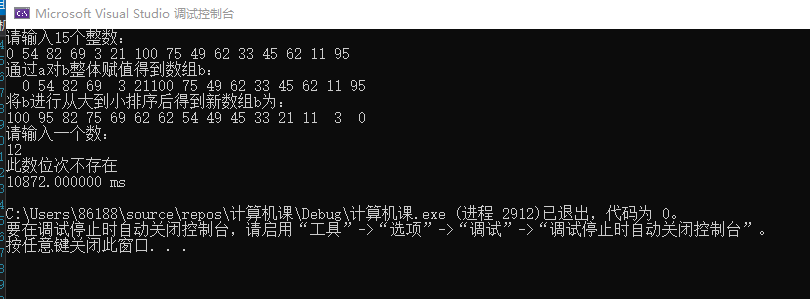 Microsoft Visual Studio 调试控制台
请输入15个整数：
0 54 82 69 3 21 100 75 49 62 33 45 62 11 95
通过a对b整体赋值得到数组b：
  0 54 82 69  3 21100 75 49 62 33 45 62 11 95
将b进行从大到小排序后得到新数组b为：
100 95 82 75 69 62 62 54 49 45 33 21 11  3  0
请输入一个数：
12
此数位次不存在
10872.000000 ms
C:\Users\86188\source\repos\计算机课\Debug\计算机课.exe (进程 2912)已退出，代码为 0。
要在调试停止时自动关闭控制台，请启用“工具”->“选项”->“调试”->“调试停止时自动关闭控制台”。
按任意键关闭此窗口. . .